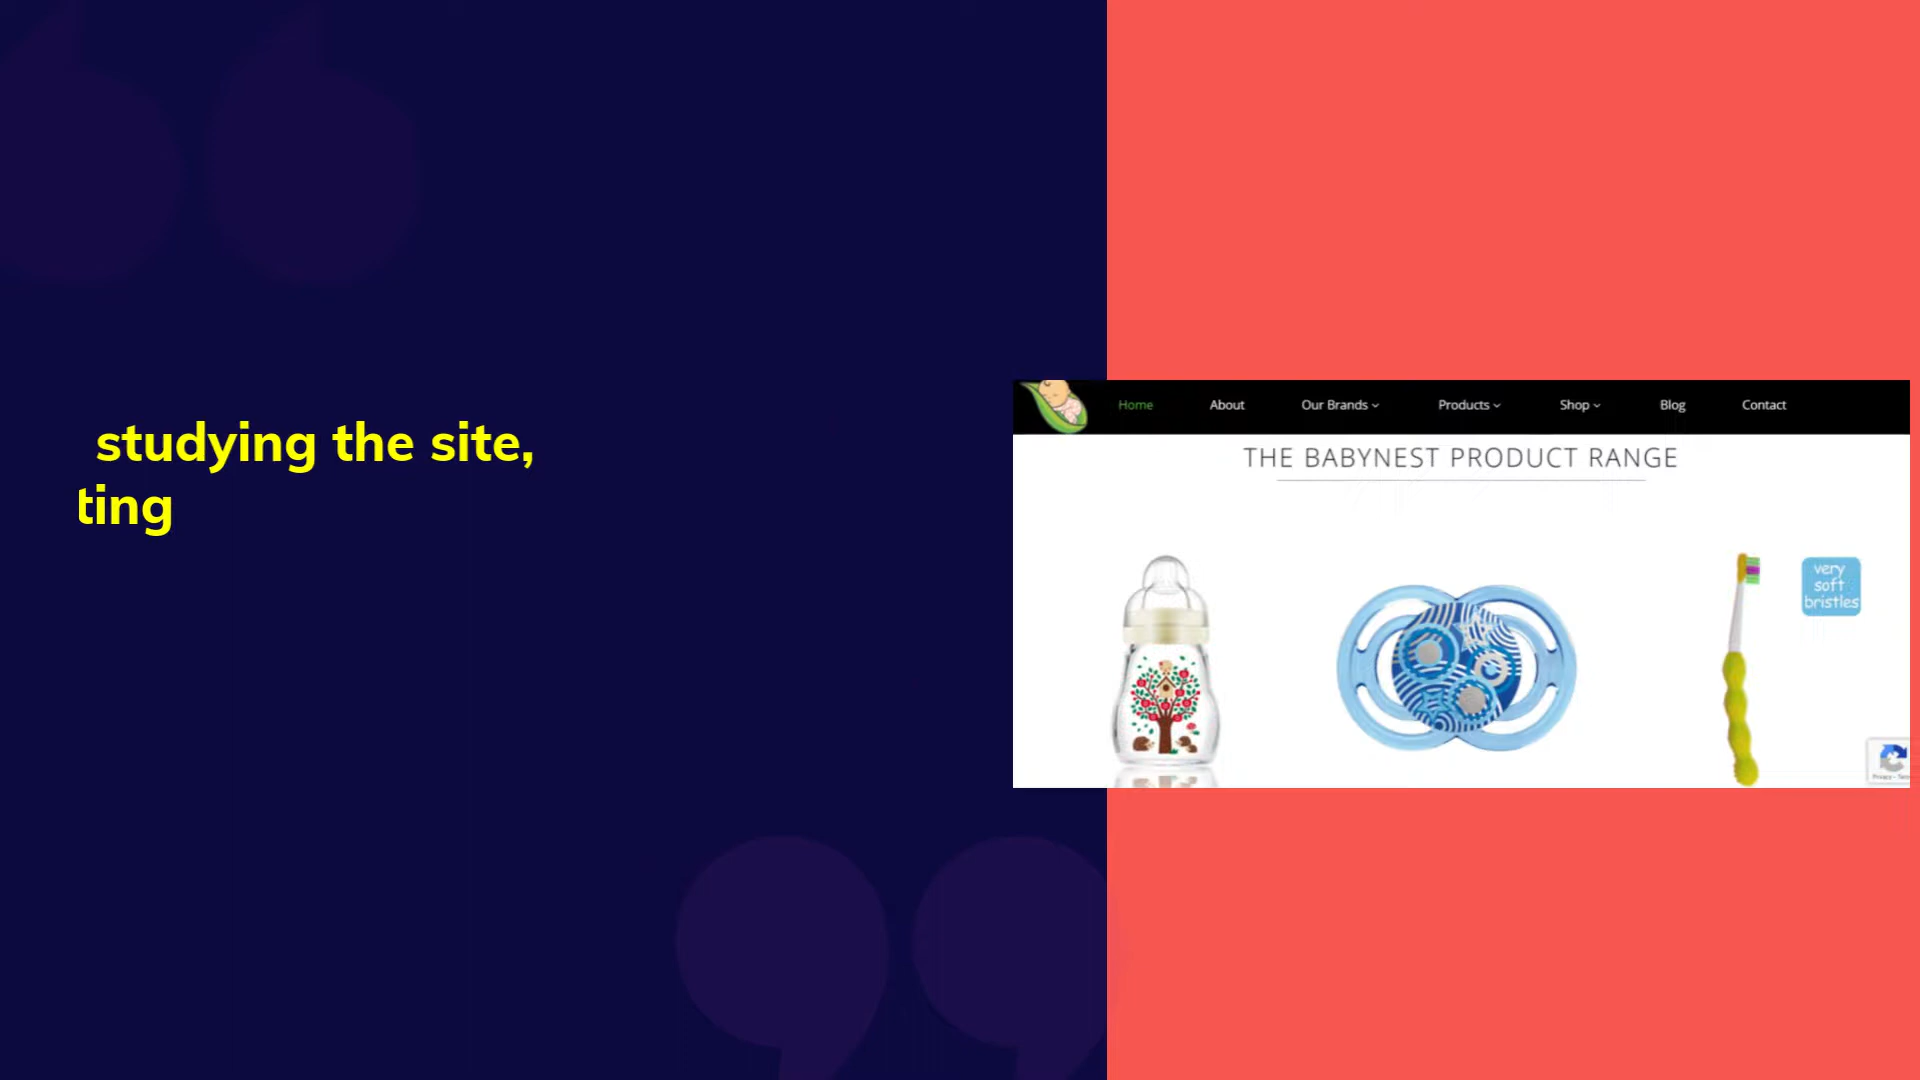 studying the site,
ting
Home About Our Brands Products Shop Blog Contact
THE BABYNEST PRODUCT RANGE
very
soft
bristles